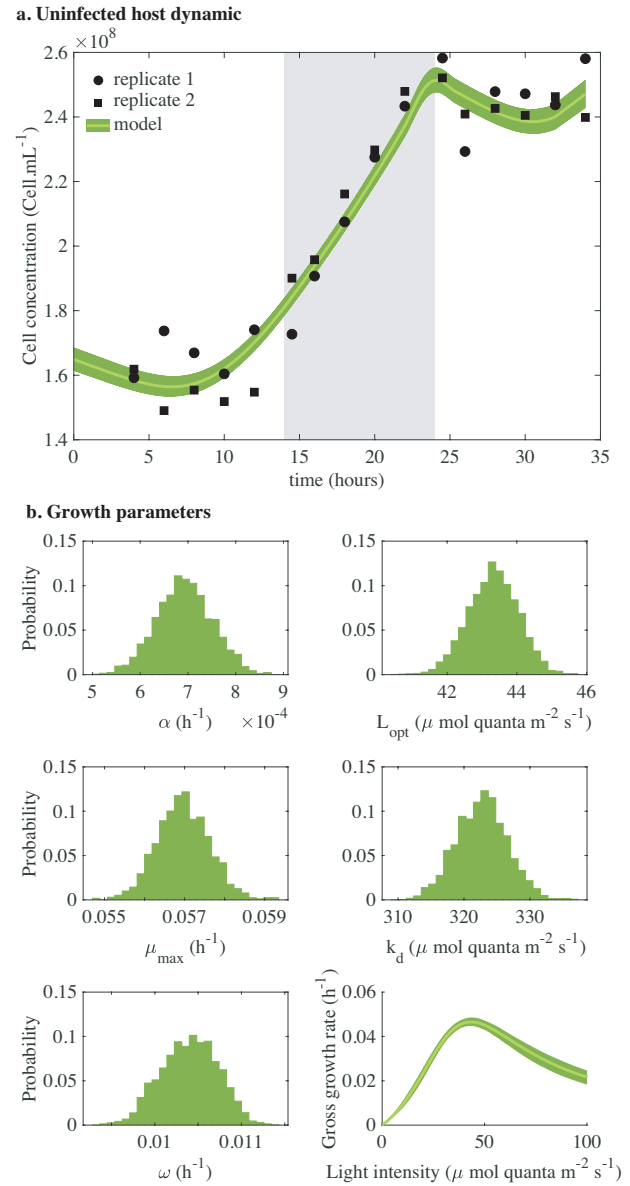 a. Uninfected host dynamic
×10⁸
2.6
2.4
2.2
2
1.8
1.6
1.4
Cell concentration (Cell.mL⁻¹)
replicate 1
replicate 2
model
0 5 10 15 20 25 30 35
time (hours)
b. Growth parameters
0.15
0.1
0.05
0
Probability
5 6 7 8 9
α (h⁻¹) ×10⁻⁴
0.15
0.1
0.05
0
42 44 46
L_opt (μ mol quanta m⁻² s⁻¹)
0.15
0.1
0.05
0
Probability
0.055 0.057 0.059
μ_max (h⁻¹)
0.15
0.1
0.05
0
310 320 330
k_d (μ mol quanta m⁻² s⁻¹)
0.15
0.1
0.05
0
Probability
0.01 0.011
ω (h⁻¹)
0.06
0.04
0.02
0
Gross growth rate (h⁻¹)
0 50 100
Light intensity (μ mol quanta m⁻² s⁻¹)